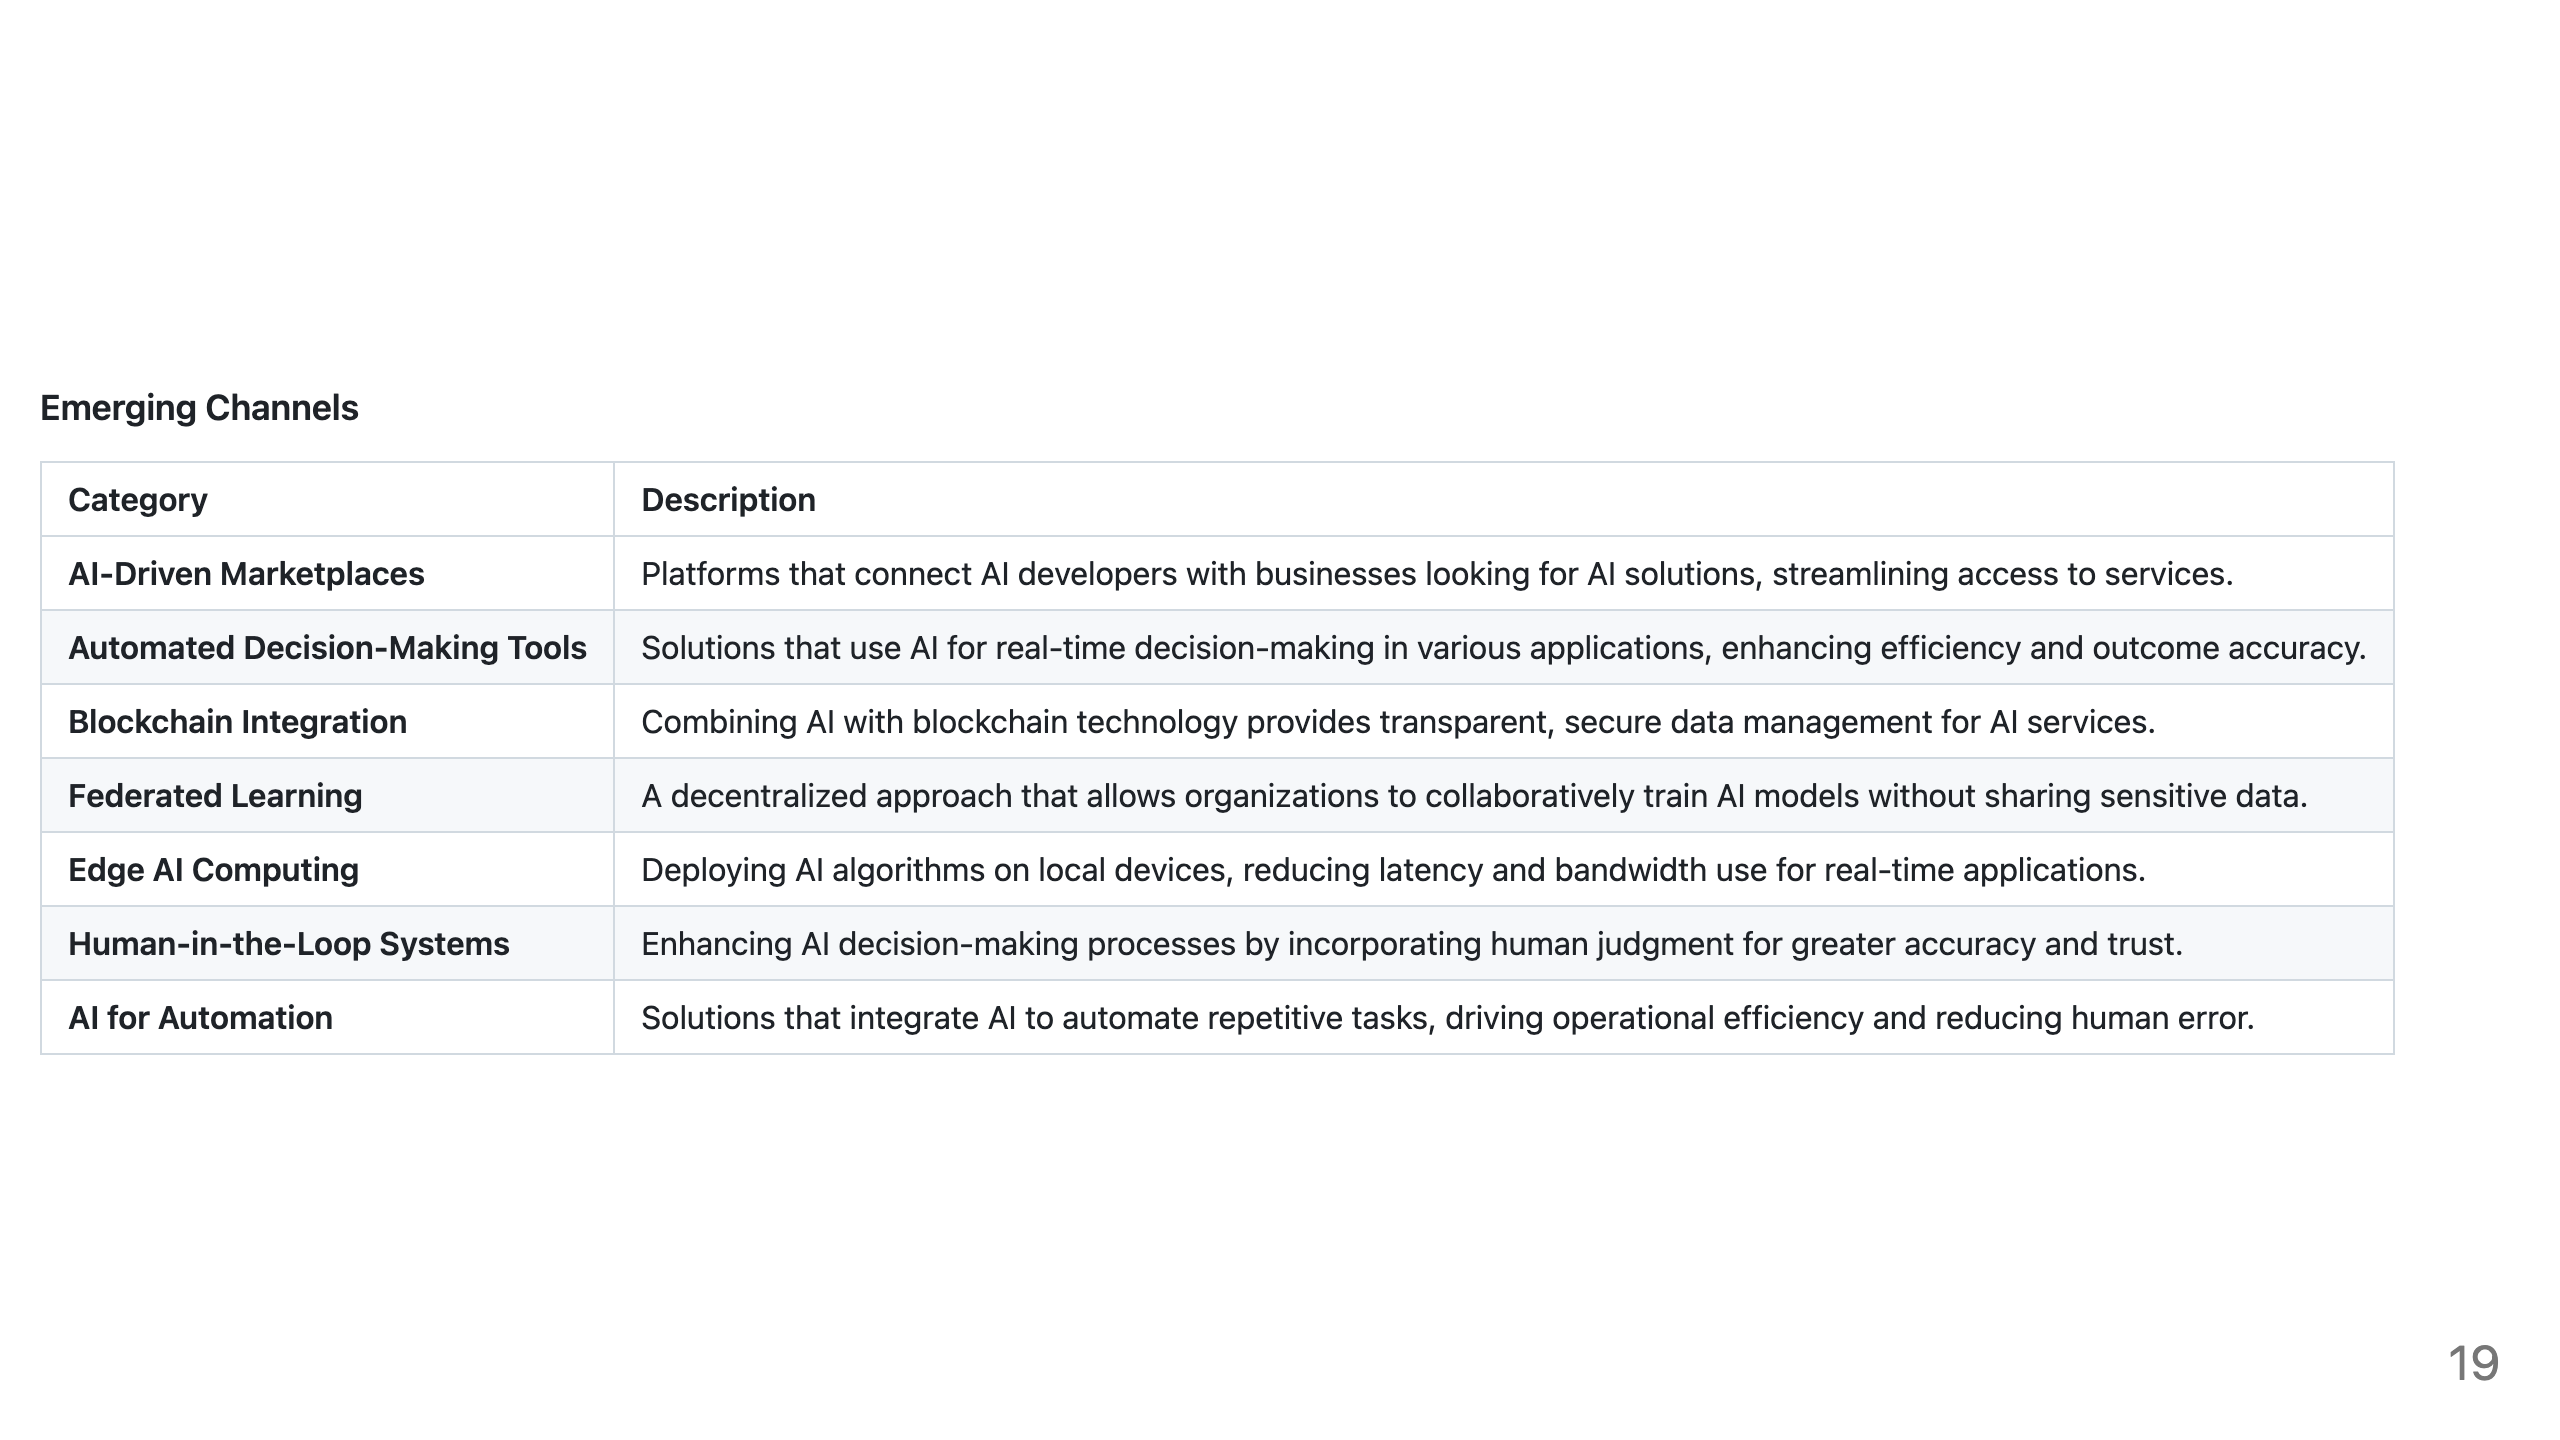 Emerging Channels
Category Description
AI-Driven Marketplaces Platforms that connect AI developers with businesses looking for AI solutions, streamlining access to services.
Automated Decision-Making Tools Solutions that use AI for real-time decision-making in various applications, enhancing efficiency and outcome accuracy.
Blockchain Integration Combining AI with blockchain technology provides transparent, secure data management for AI services.
Federated Learning A decentralized approach that allows organizations to collaboratively train AI models without sharing sensitive data.
Edge AI Computing Deploying AI algorithms on local devices, reducing latency and bandwidth use for real-time applications.
Human-in-the-Loop Systems Enhancing AI decision-making processes by incorporating human judgment for greater accuracy and trust.
AI for Automation Solutions that integrate AI to automate repetitive tasks, driving operational efficiency and reducing human error.
19